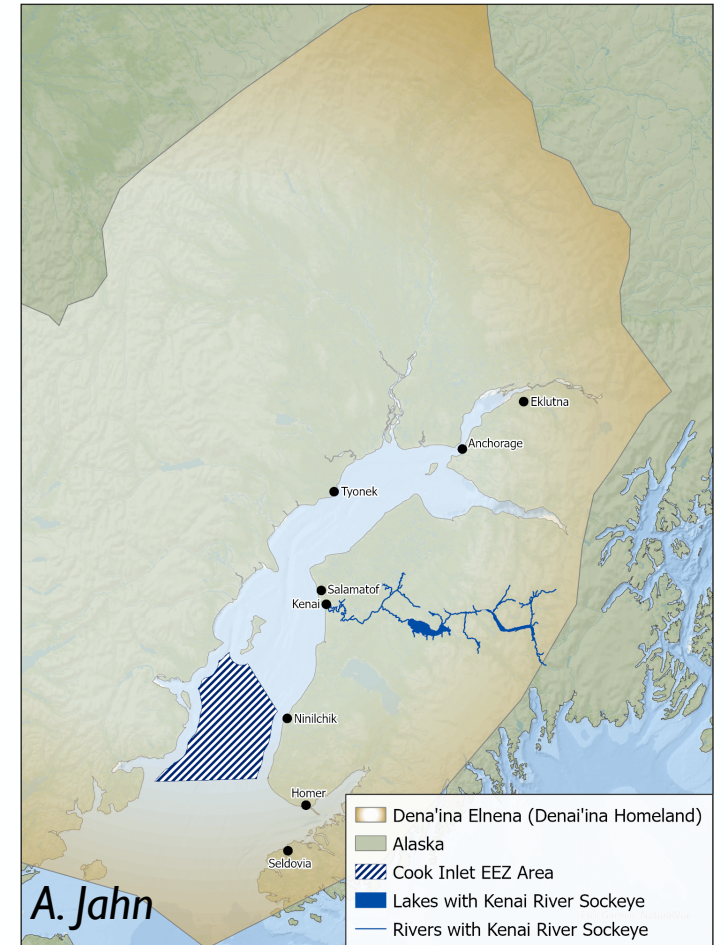 Eklutna
Anchorage
Tyonek
Salamatof
Kenai
Ninilchik
Homer
Seldovia
Dena'ina Elnena (Denai'ina Homeland)
Alaska
Cook Inlet EEZ Area
Lakes with Kenai River Sockeye
Rivers with Kenai River Sockeye
A. Jahn